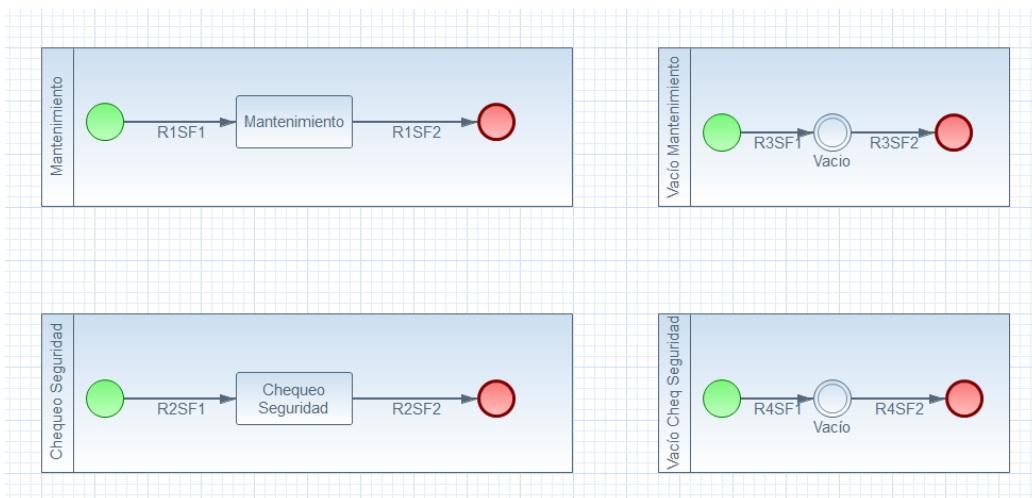 Mantenimiento
R1SF1
Mantenimiento
R1SF2
Vacío Mantenimiento
R3SF1
Vacio
R3SF2
Chequeo Seguridad
R2SF1
Chequeo
Seguridad
R2SF2
Vacío Cheq Seguridad
R4SF1
Vacío
R4SF2